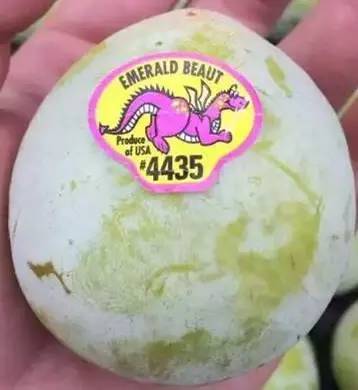 EMERALD BEAUT
Produce
of USA
#4435